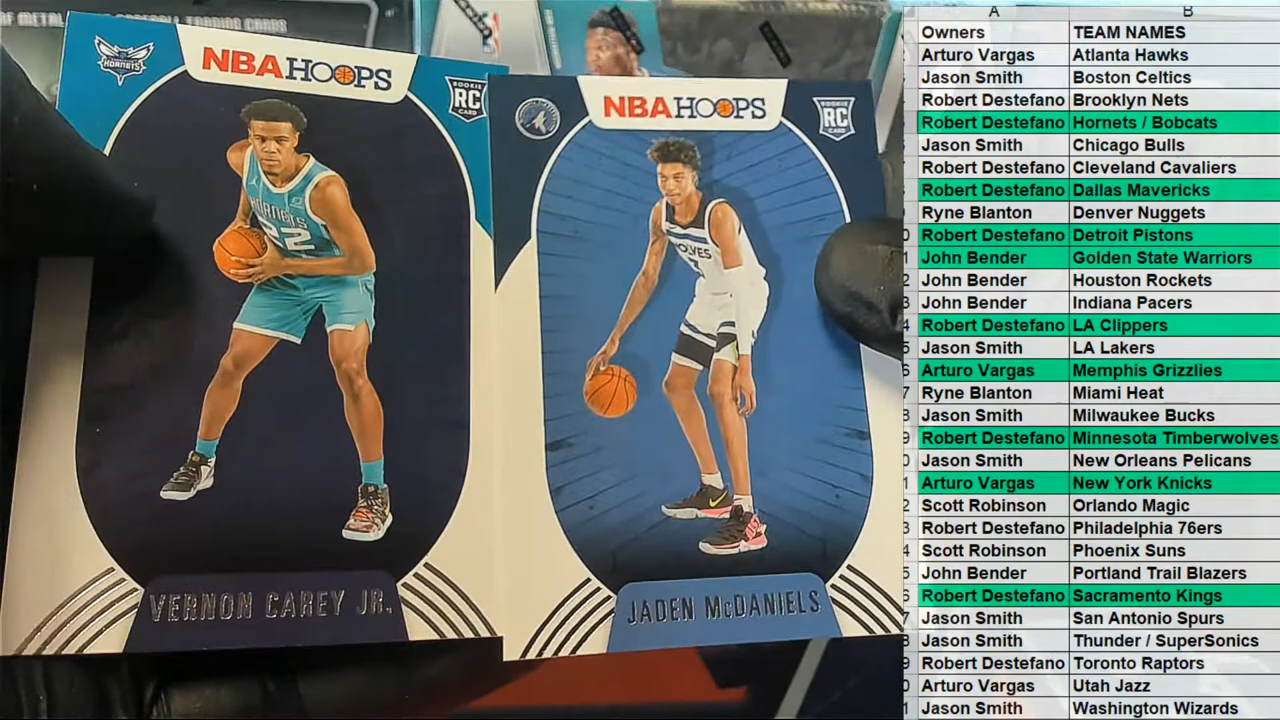 OF METAL
BASEBALL TRADING CARDS
HORNETS
NBA HOOPS
ROOKIE
RC
CARD
HORNETS
22
VERNON CAREY JR.
NBA HOOPS
ROOKIE
RC
CARD
WOLVES
JADEN McDANIELS
A B
Owners TEAM NAMES
Arturo Vargas Atlanta Hawks
Jason Smith Boston Celtics
Robert Destefano Brooklyn Nets
Robert Destefano Hornets / Bobcats
Jason Smith Chicago Bulls
Robert Destefano Cleveland Cavaliers
Robert Destefano Dallas Mavericks
Ryne Blanton Denver Nuggets
Robert Destefano Detroit Pistons
John Bender Golden State Warriors
John Bender Houston Rockets
John Bender Indiana Pacers
Robert Destefano LA Clippers
Jason Smith LA Lakers
Arturo Vargas Memphis Grizzlies
Ryne Blanton Miami Heat
Jason Smith Milwaukee Bucks
Robert Destefano Minnesota Timberwolves
Jason Smith New Orleans Pelicans
Arturo Vargas New York Knicks
Scott Robinson Orlando Magic
Robert Destefano Philadelphia 76ers
Scott Robinson Phoenix Suns
John Bender Portland Trail Blazers
Robert Destefano Sacramento Kings
Jason Smith San Antonio Spurs
Jason Smith Thunder / SuperSonics
Robert Destefano Toronto Raptors
Arturo Vargas Utah Jazz
Jason Smith Washington Wizards